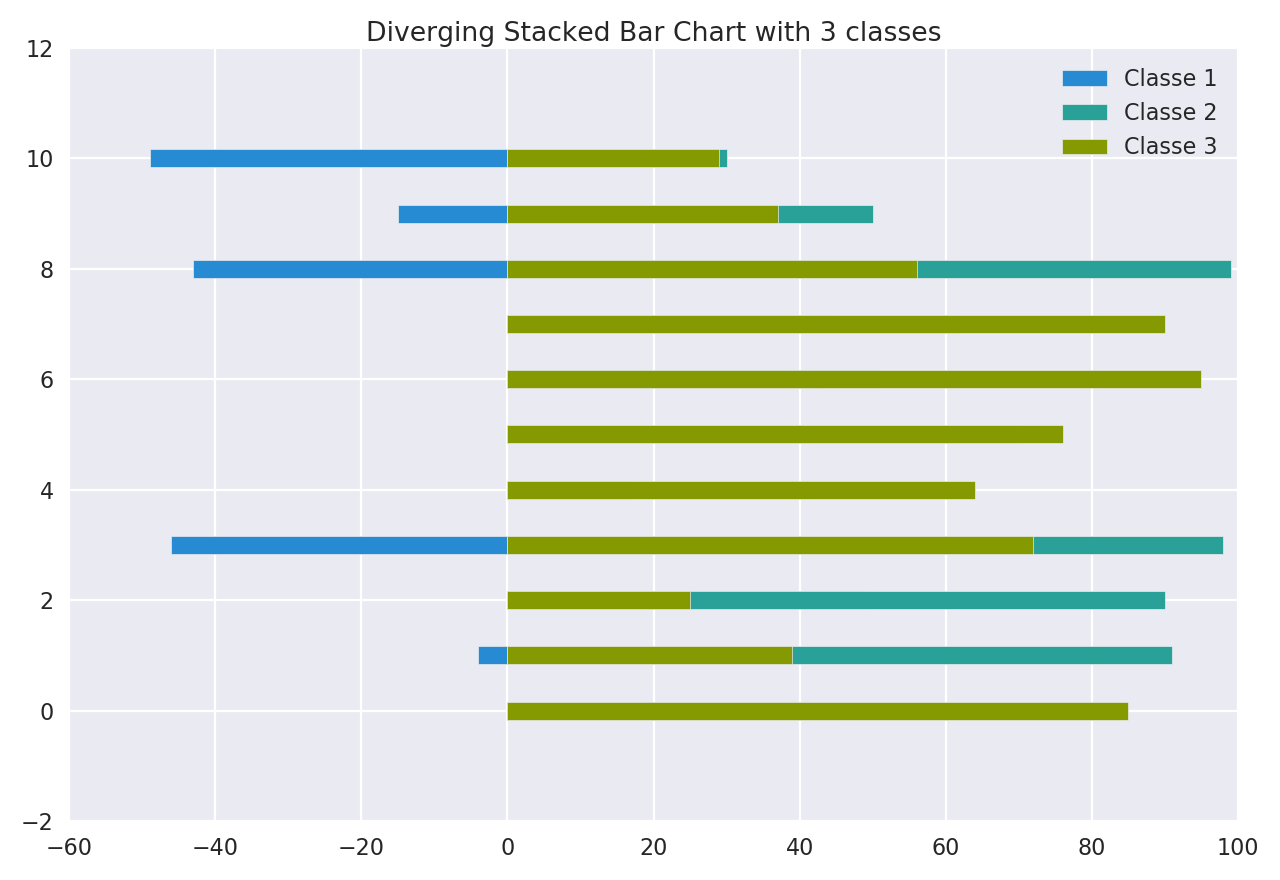 Diverging Stacked Bar Chart with 3 classes
12
10
8
6
4
2
0
−2
Classe 1
Classe 2
Classe 3
−60 −40 −20 0 20 40 60 80 100